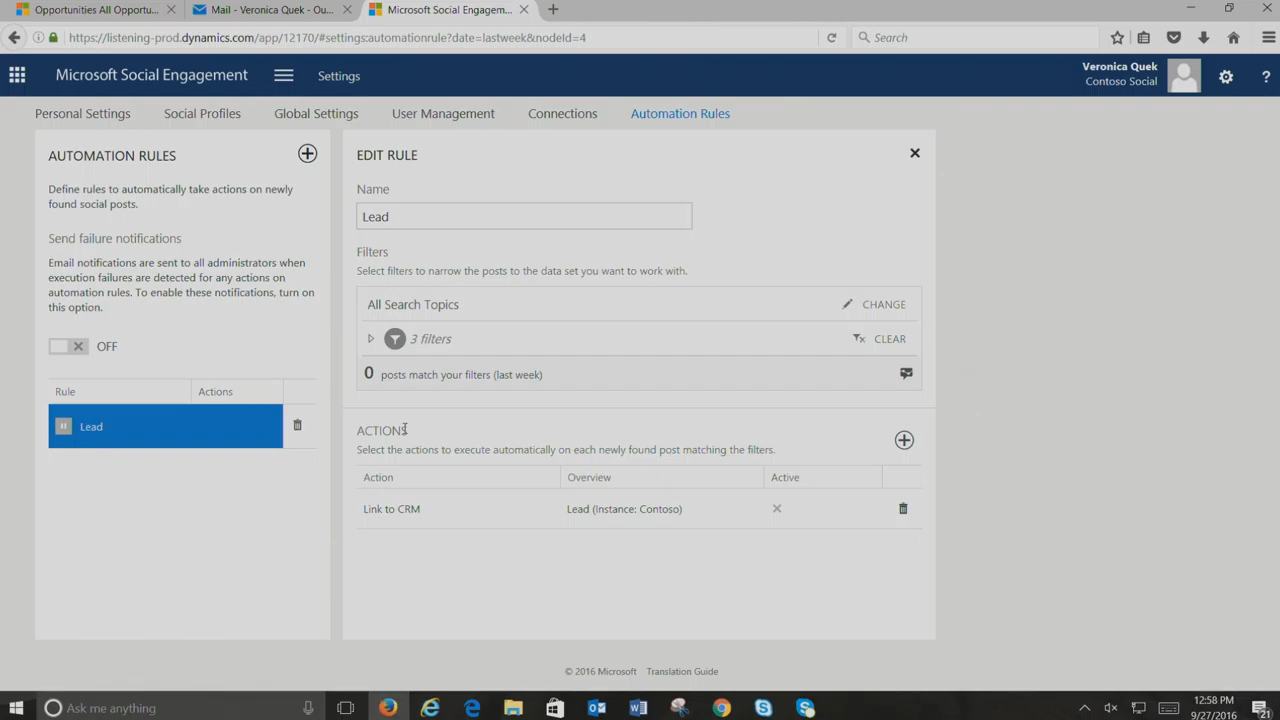 Opportunities All Opportu...
Mail - Veronica Quek - Ou...
Microsoft Social Engagem...
https://listening-prod.dynamics.com/app/12170/#settings:automationrule?date=lastweek&nodeId=4
Search
Microsoft Social Engagement
Settings
Veronica Quek
Contoso Social
?
Personal Settings
Social Profiles
Global Settings
User Management
Connections
Automation Rules
AUTOMATION RULES
Define rules to automatically take actions on newly
found social posts.
Send failure notifications
Email notifications are sent to all administrators when
execution failures are detected for any actions on
automation rules. To enable these notifications, turn on
this option.
OFF
Rule
Actions
Lead
EDIT RULE
Name
Lead
Filters
Select filters to narrow the posts to the data set you want to work with.
All Search Topics
CHANGE
3 filters
CLEAR
0 posts match your filters (last week)
ACTIONS
Select the actions to execute automatically on each newly found post matching the filters.
Action
Overview
Active
Link to CRM
Lead (Instance: Contoso)
© 2016 Microsoft
Translation Guide
Ask me anything
12:58 PM
9/27/2016
21